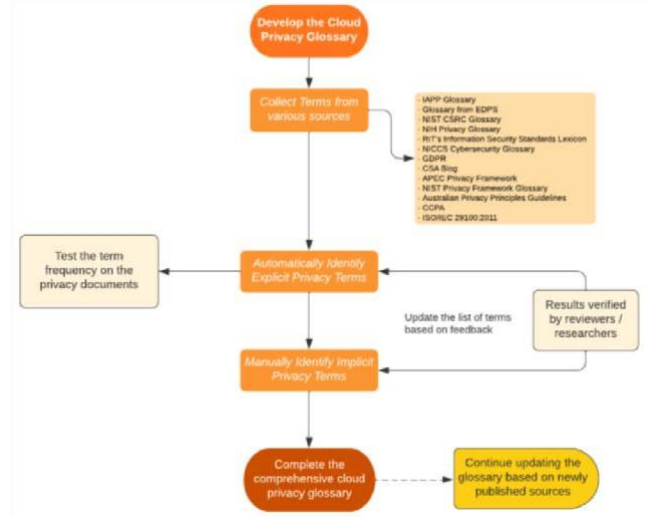 Develop the Cloud
Privacy Glossary
Collect Terms from
various sources
- IAPP Glossary
- Glossary from EDPS
- NIST CSRC Glossary
- NIH Privacy Glossary
- RIT's Information Security Standards Lexicon
- NICCS Cybersecurity Glossary
- GDPR
- CSA Blog
- APEC Privacy Framework
- NIST Privacy Framework Glossary
- Australian Privacy Principles Guidelines
- CCPA
- ISO/IEC 29100:2011
Test the term
frequency on the
privacy documents
Automatically Identify
Explicit Privacy Terms
Update the list of terms
based on feedback
Results verified
by reviewers /
researchers
Manually Identify Implicit
Privacy Terms
Complete the
comprehensive cloud
privacy glossary
Continue updating the
glossary based on newly
published sources